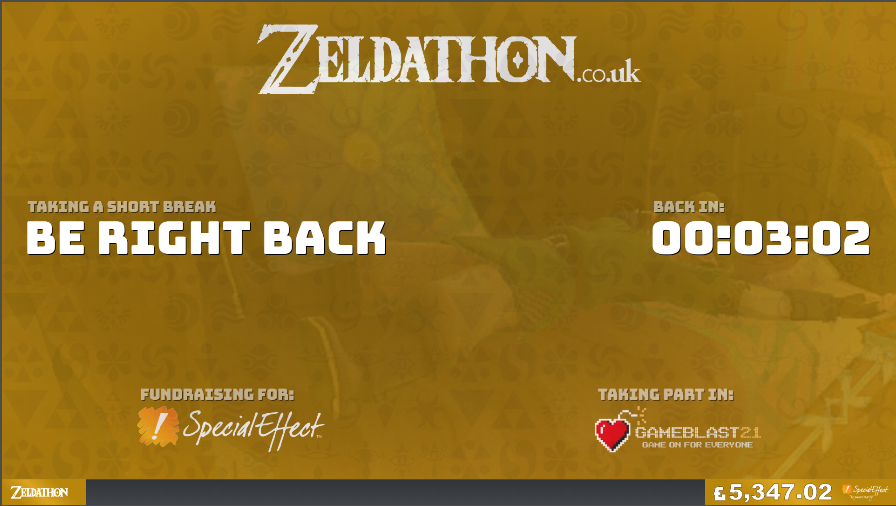 ZELDATHON.co.uk
TAKING A SHORT BREAK
BE RIGHT BACK
BACK IN:
00:03:02
FUNDRAISING FOR:
! SpecialEffect
TAKING PART IN:
GAMEBLAST21
GAME ON FOR EVERYONE
ZELDATHON
£5,347.02
! SpecialEffect